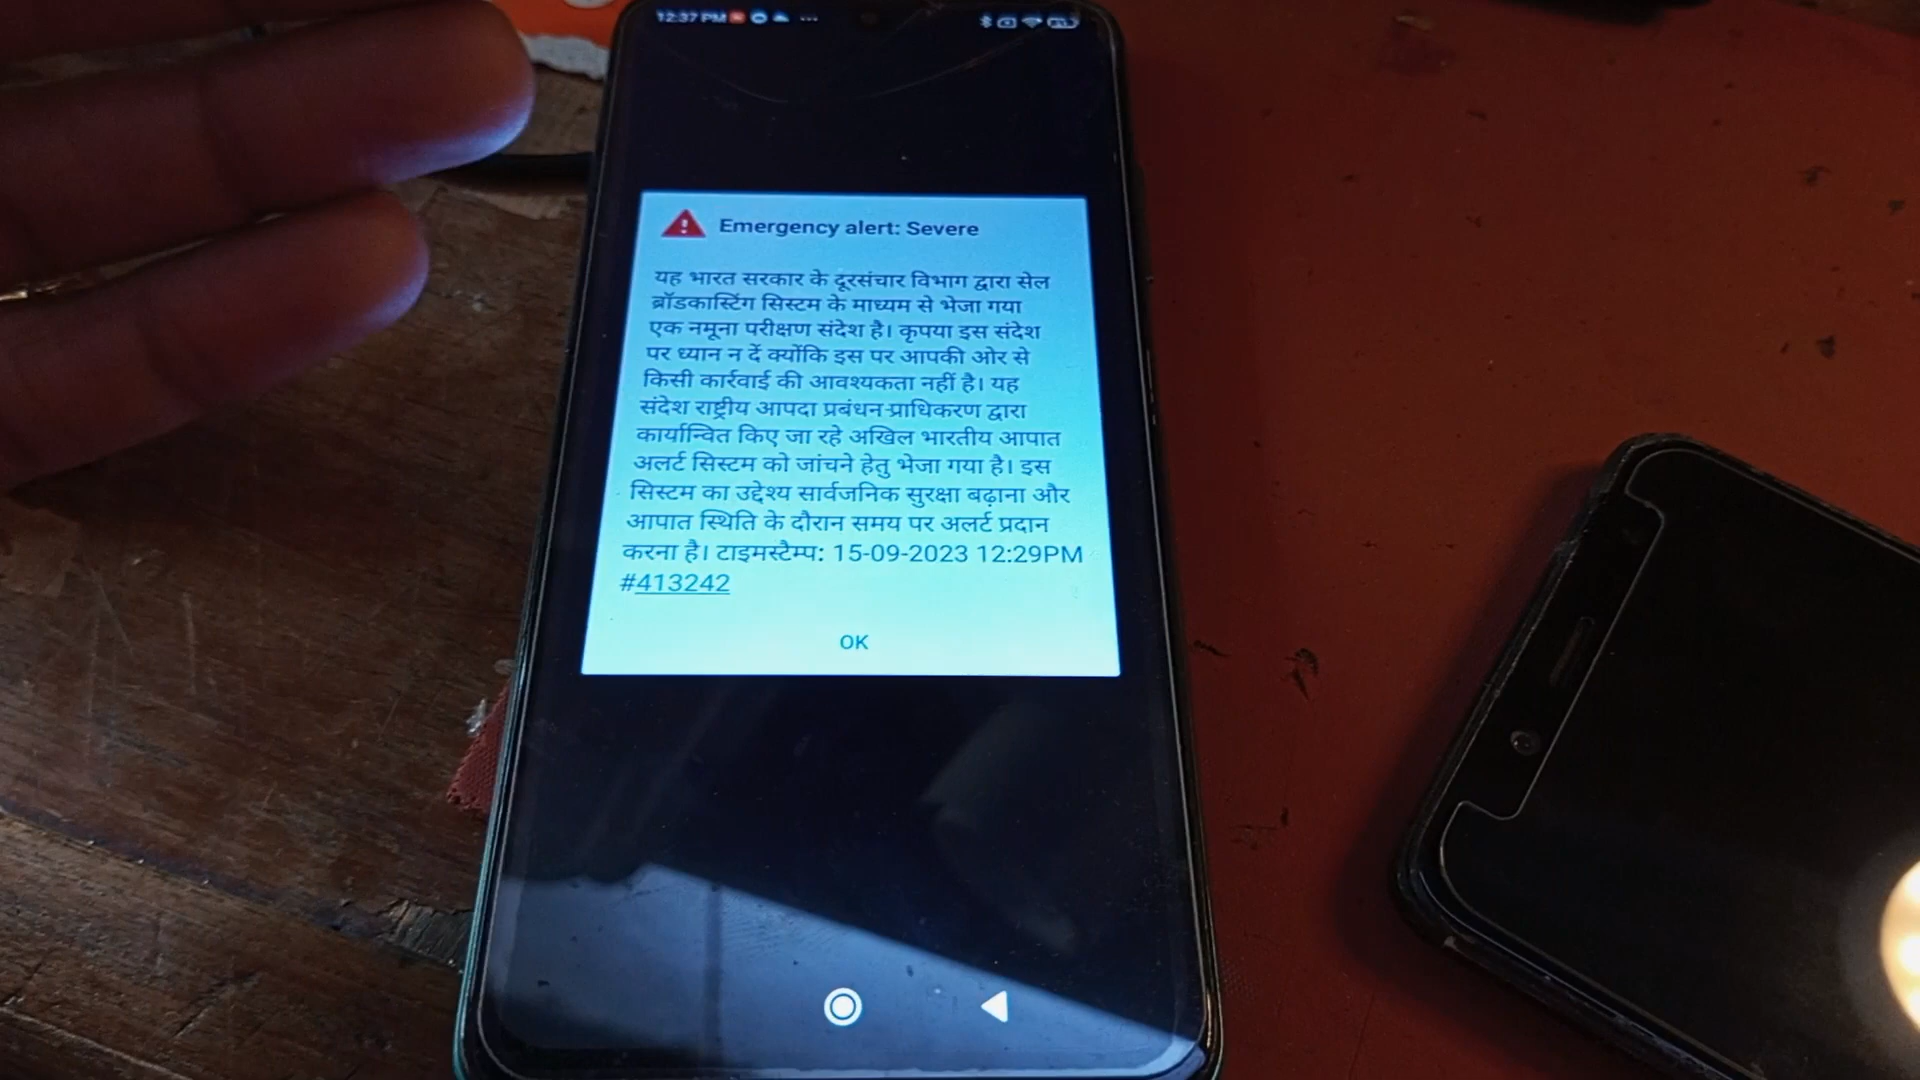 12:37 PM
Emergency alert: Severe
यह भारत सरकार के दूरसंचार विभाग द्वारा सेल
ब्रॉडकास्टिंग सिस्टम के माध्यम से भेजा गया
एक नमूना परीक्षण संदेश है। कृपया इस संदेश
पर ध्यान न दें क्योंकि इस पर आपकी ओर से
किसी कार्रवाई की आवश्यकता नहीं है। यह
संदेश राष्ट्रीय आपदा प्रबंधन प्राधिकरण द्वारा
कार्यान्वित किए जा रहे अखिल भारतीय आपात
अलर्ट सिस्टम को जांचने हेतु भेजा गया है। इस
सिस्टम का उद्देश्य सार्वजनिक सुरक्षा बढ़ाना और
आपात स्थिति के दौरान समय पर अलर्ट प्रदान
करना है। टाइमस्टैम्प: 15-09-2023 12:29PM
#413242
OK